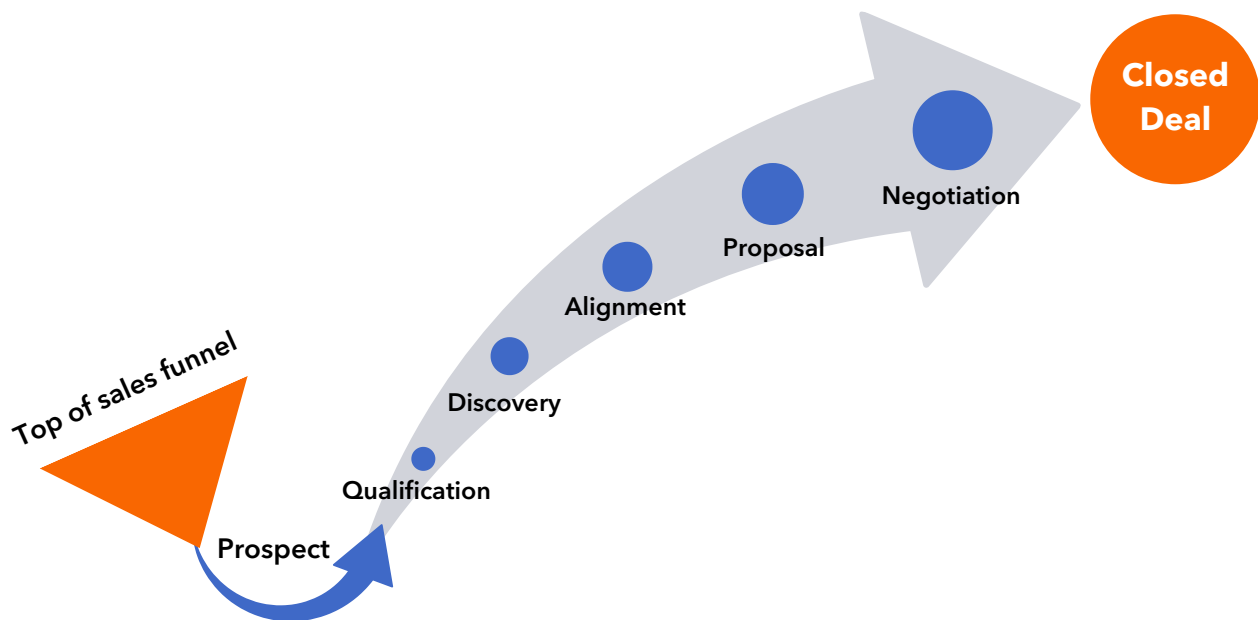 Top of sales funnel
Prospect
Qualification
Discovery
Alignment
Proposal
Negotiation
Closed
Deal